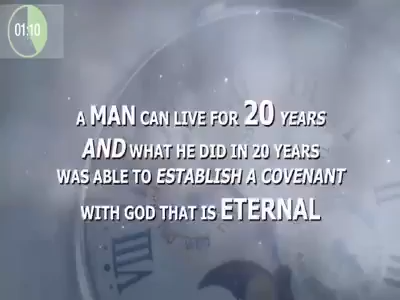 01:10
A MAN CAN LIVE FOR 20 YEARS
AND WHAT HE DID IN 20 YEARS
WAS ABLE TO ESTABLISH A COVENANT
WITH GOD THAT IS ETERNAL
VIII